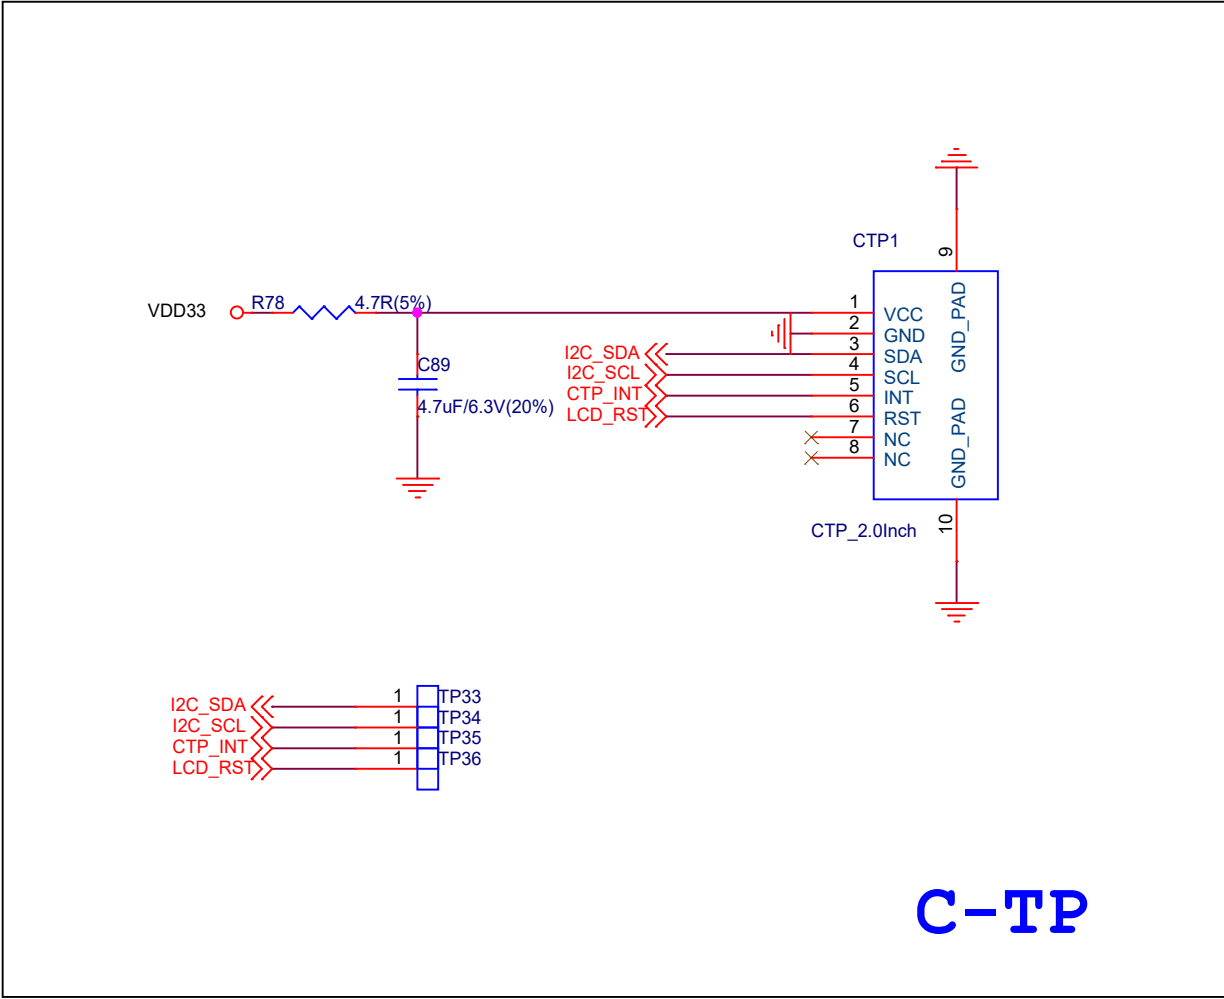 CTP1
9
VDD33
R78
4.7R(5%)
1
VCC
2
GND
I2C_SDA
3
SDA
I2C_SCL
4
SCL
CTP_INT
5
INT
LCD_RST
6
RST
7
NC
8
NC
GND_PAD
GND_PAD
C89
4.7uF/6.3V(20%)
CTP_2.0Inch
10
I2C_SDA
1
TP33
I2C_SCL
1
TP34
CTP_INT
1
TP35
LCD_RST
1
TP36
C-TP